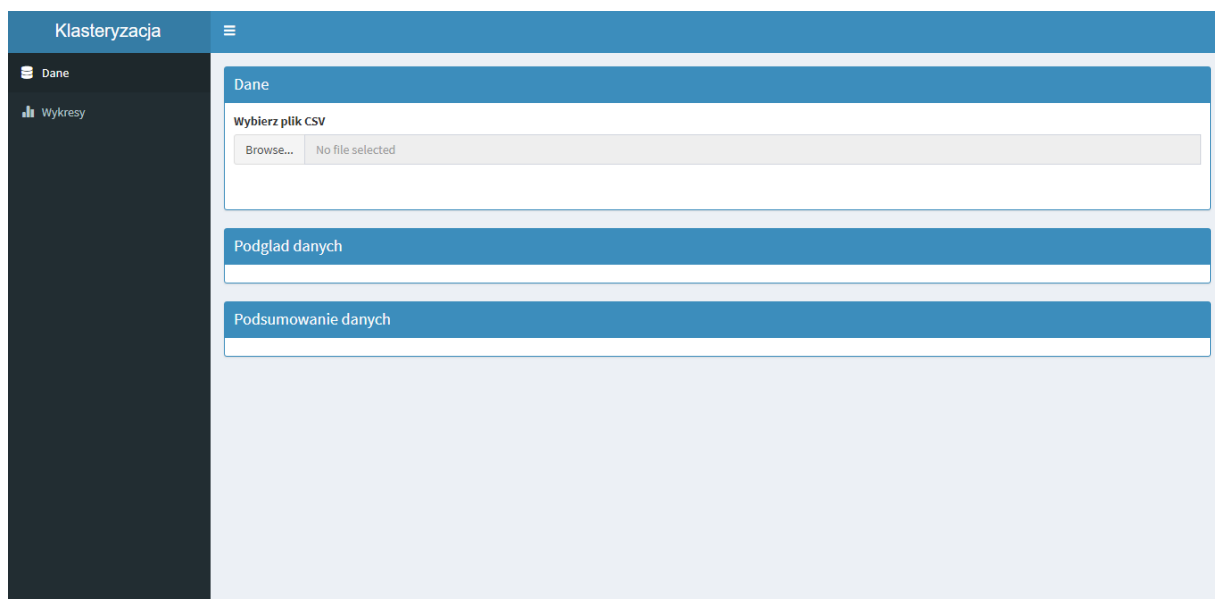 Klasteryzacja
Dane
Wykresy
Dane
Wybierz plik CSV
Browse... No file selected
Podglad danych
Podsumowanie danych